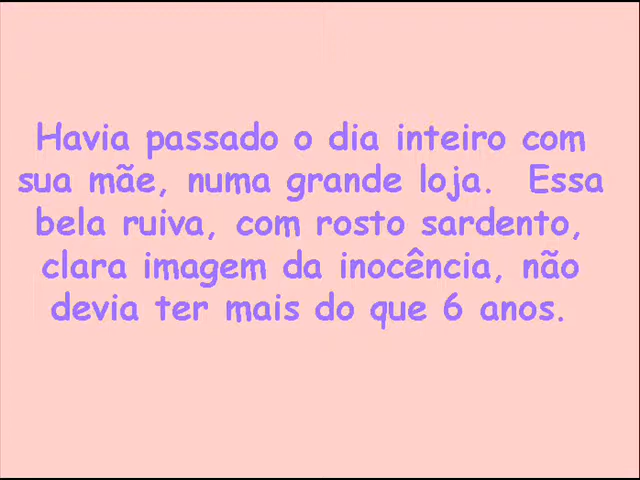 Havia passado o dia inteiro com
sua mãe, numa grande loja.  Essa
bela ruiva, com rosto sardento,
clara imagem da inocência, não
devia ter mais do que 6 anos.